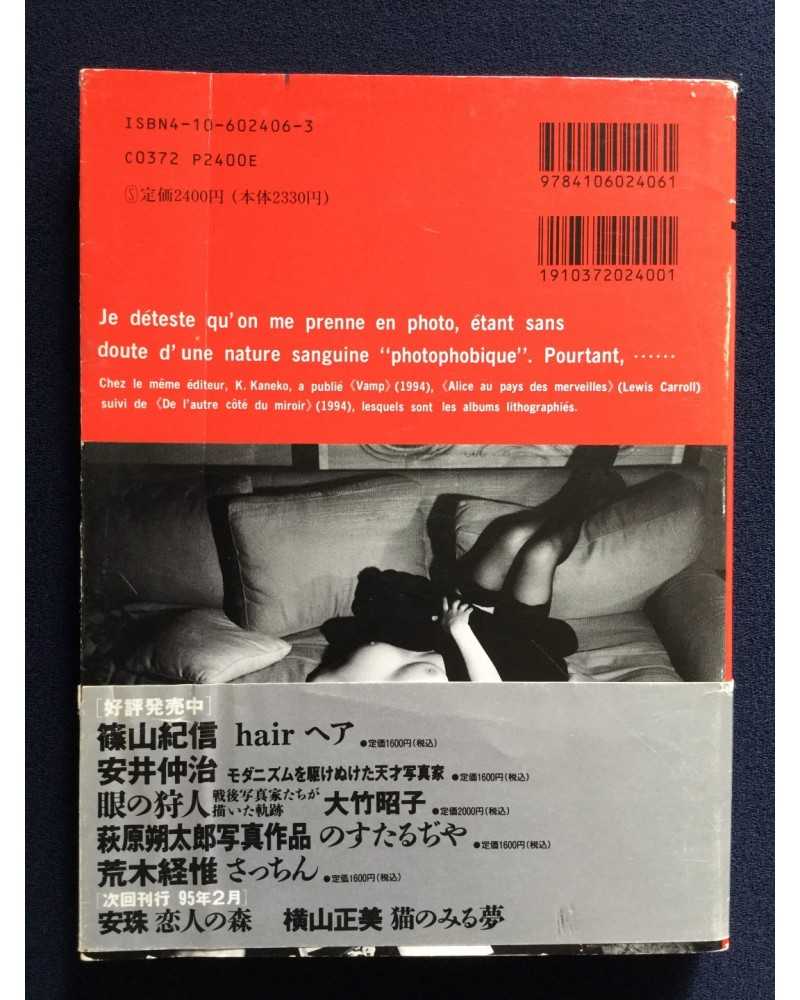 ISBN4-10-602406-3
C0372 P2400E
Ⓢ定価2400円(本体2330円)
9784106024061
1910372024001
Je déteste qu'on me prenne en photo, étant sans
doute d'une nature sanguine "photophobique". Pourtant, ……
Chez le même éditeur, K. Kaneko, a publié 《Vamp》(1994), 《Alice au pays des merveilles》(Lewis Carroll)
suivi de 《De l'autre côté du miroir》(1994), lesquels sont les albums lithographiés.
[好評発売中]
篠山紀信 hair ヘア ●定価1600円(税込)
安井仲治 モダニズムを駆けぬけた天才写真家 ●定価1600円(税込)
眼の狩人 戦後写真家たちが描いた軌跡 大竹昭子 ●定価2000円(税込)
萩原朔太郎写真作品 のすたるぢや ●定価1600円(税込)
荒木経惟 さっちん ●定価1600円(税込)
[次回刊行 95年2月]
安珠 恋人の森 横山正美 猫のみる夢